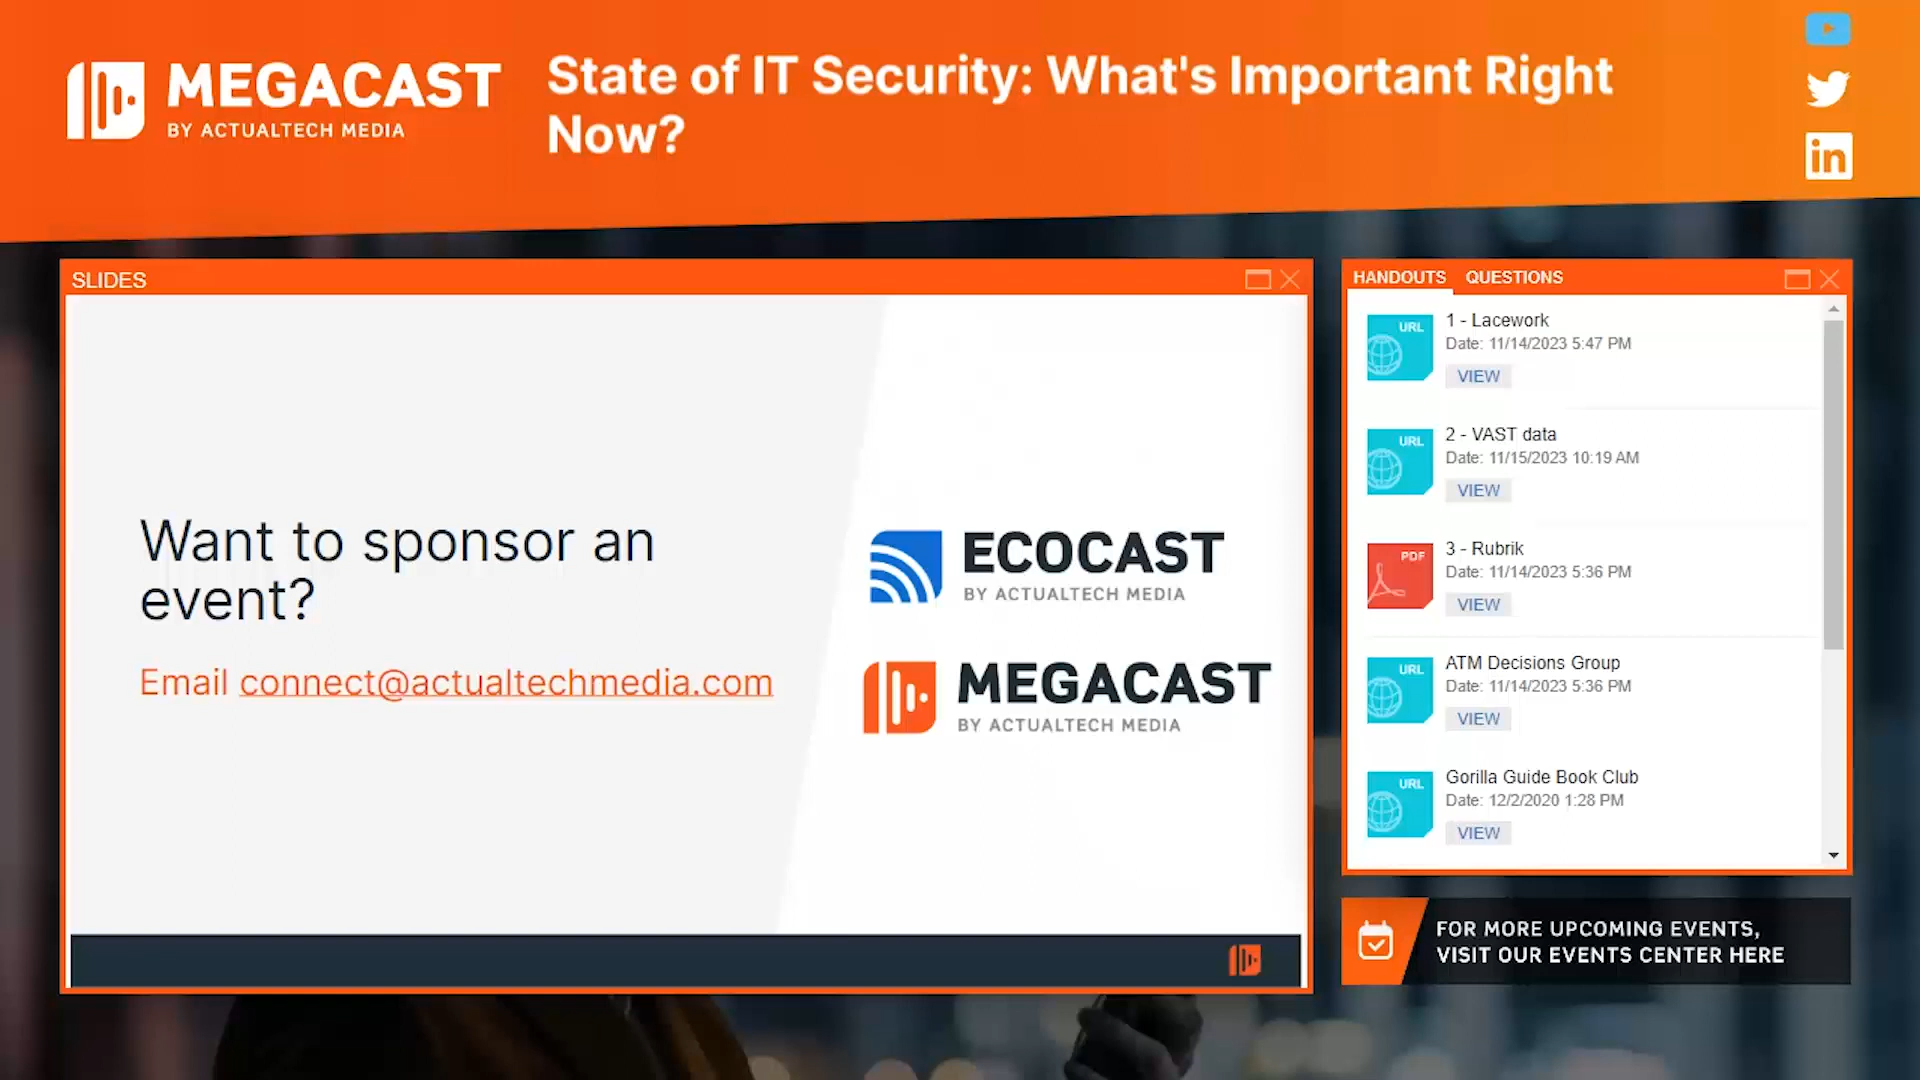 MEGACAST
BY ACTUALTECH MEDIA
State of IT Security: What's Important Right
Now?
in
SLIDES
Want to sponsor an
event?
Email connect@actualtechmedia.com
ECOCAST
BY ACTUALTECH MEDIA
MEGACAST
BY ACTUALTECH MEDIA
HANDOUTS QUESTIONS
URL
1 - Lacework
Date: 11/14/2023 5:47 PM
VIEW
URL
2 - VAST data
Date: 11/15/2023 10:19 AM
VIEW
PDF
3 - Rubrik
Date: 11/14/2023 5:36 PM
VIEW
URL
ATM Decisions Group
Date: 11/14/2023 5:36 PM
VIEW
URL
Gorilla Guide Book Club
Date: 12/2/2020 1:28 PM
VIEW
FOR MORE UPCOMING EVENTS,
VISIT OUR EVENTS CENTER HERE